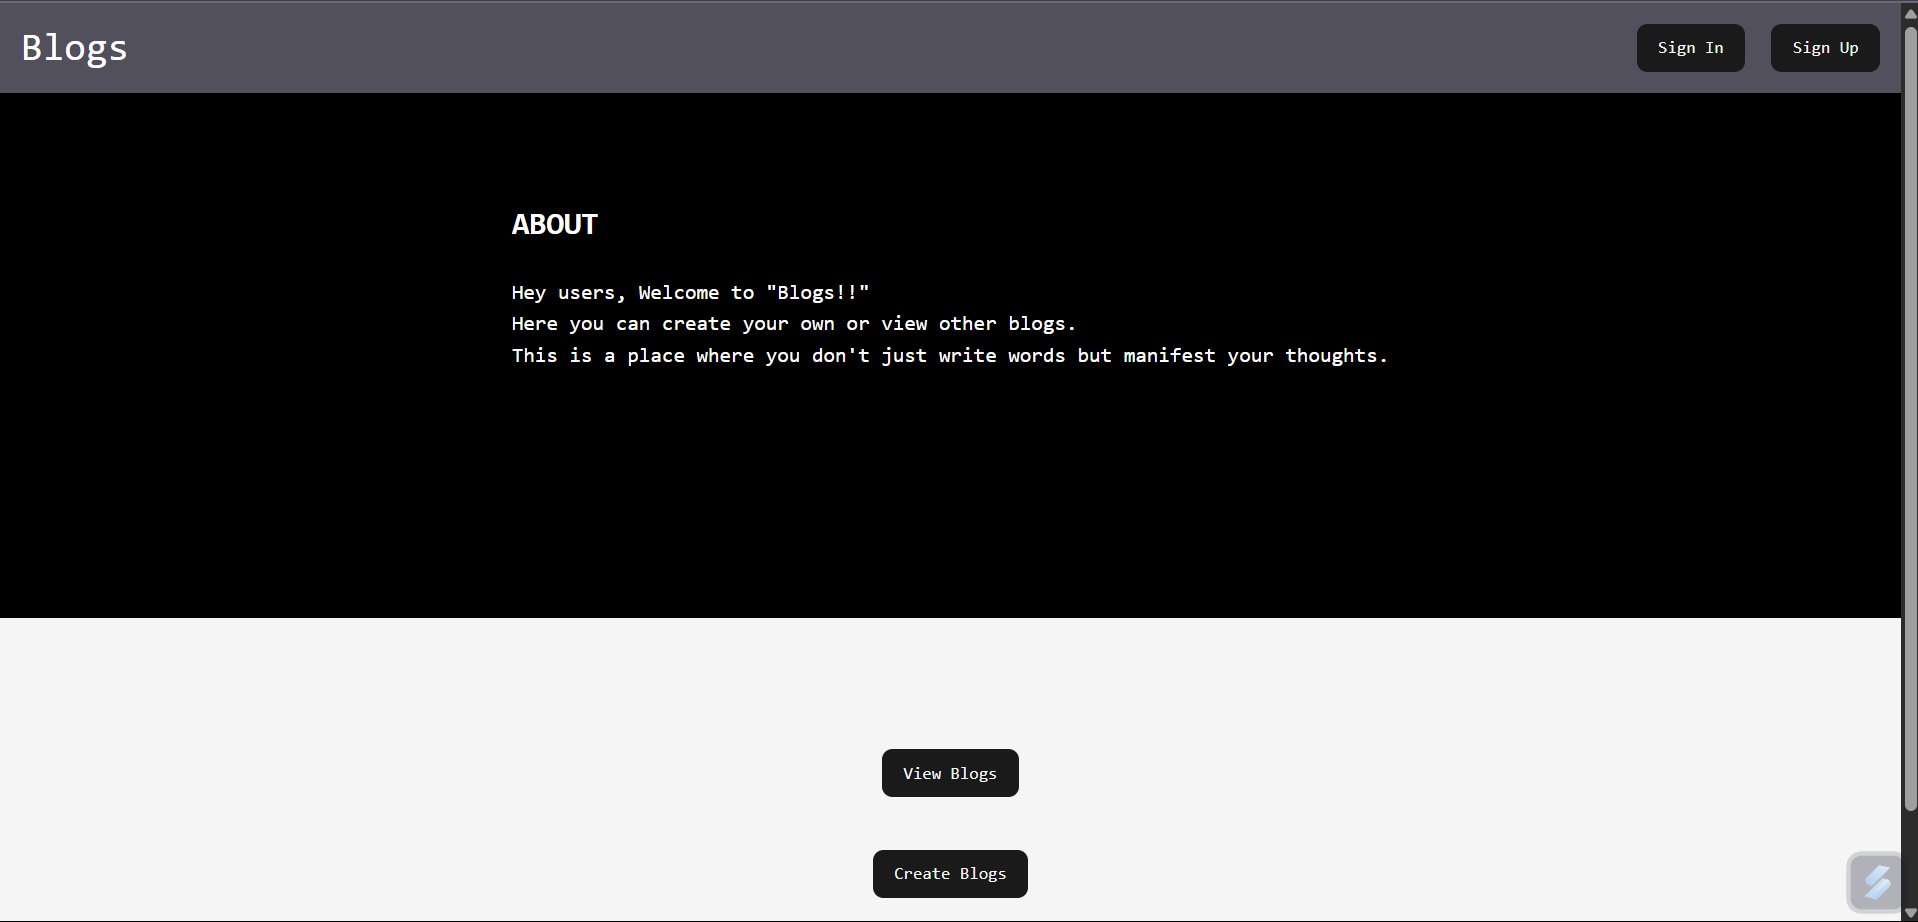 Blogs
Sign In
Sign Up
ABOUT
Hey users, Welcome to "Blogs!!"
Here you can create your own or view other blogs.
This is a place where you don't just write words but manifest your thoughts.
View Blogs
Create Blogs